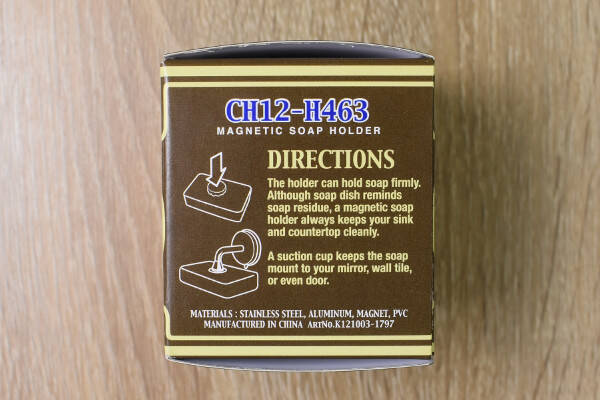 CH12-H463
MAGNETIC SOAP HOLDER
DIRECTIONS
The holder can hold soap firmly.
Although soap dish reminds
soap residue, a magnetic soap
holder always keeps your sink
and countertop cleanly.
A suction cup keeps the soap
mount to your mirror, wall tile,
or even door.
MATERIALS : STAINLESS STEEL, ALUMINUM, MAGNET, PVC
MANUFACTURED IN CHINA ArtNo.K121003-1797